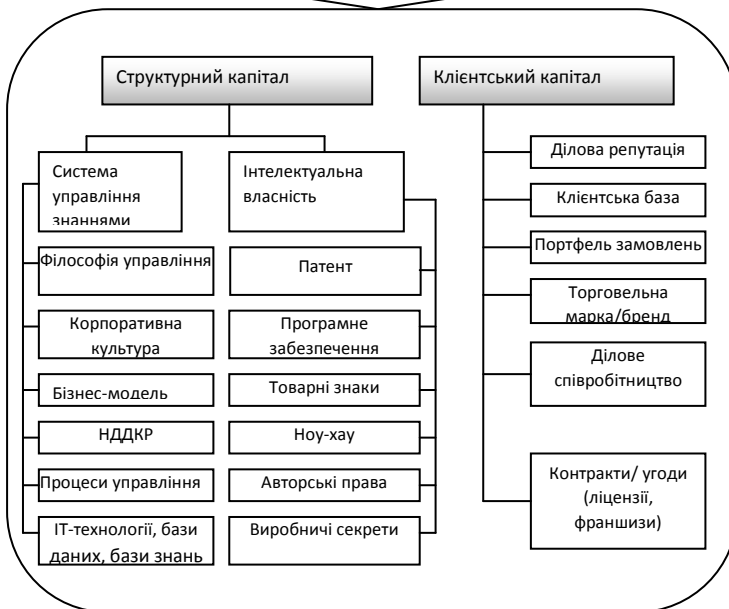 Структурний капітал
Клієнтський капітал
Система
управління
знаннями
Інтелектуальна
власність
Філософія управління
Корпоративна
культура
Бізнес-модель
НДДКР
Процеси управління
ІТ-технології, бази
даних, бази знань
Патент
Програмне
забезпечення
Товарні знаки
Ноу-хау
Авторські права
Виробничі секрети
Ділова репутація
Клієнтська база
Портфель замовлень
Торговельна
марка/бренд
Ділове
співробітництво
Контракти/ угоди
(ліцензії,
франшизи)